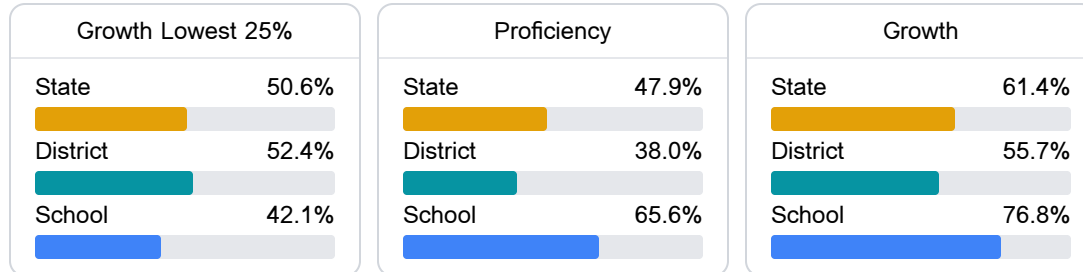 Growth Lowest 25%
State 50.6%
District 52.4%
School 42.1%
Proficiency
State 47.9%
District 38.0%
School 65.6%
Growth
State 61.4%
District 55.7%
School 76.8%